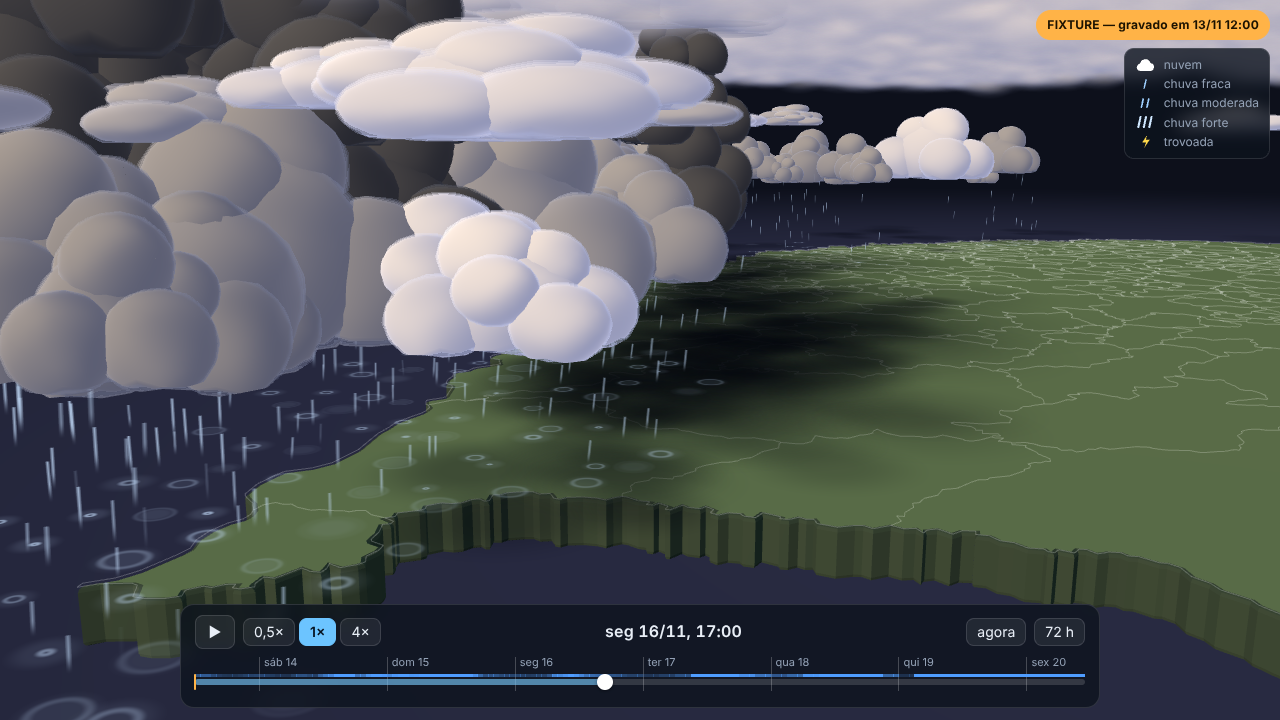 FIXTURE — gravado em 13/11 12:00
nuvem
chuva fraca
chuva moderada
chuva forte
trovoada
0,5× 1× 4× seg 16/11, 17:00 agora 72 h
sáb 14 dom 15 seg 16 ter 17 qua 18 qui 19 sex 20